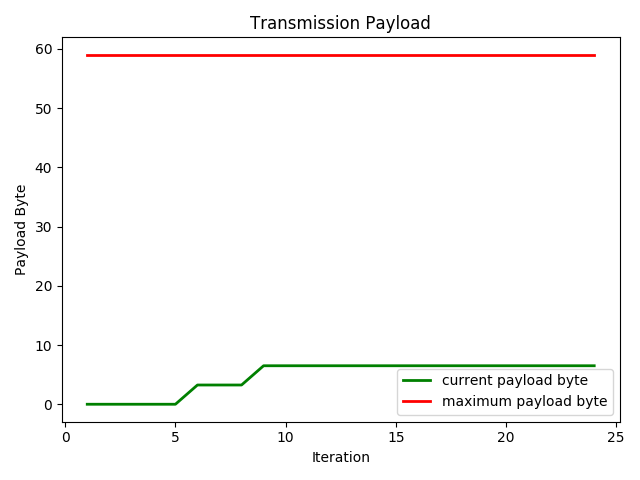 Transmission Payload
60
50
40
30
20
10
0
Payload Byte
current payload byte
maximum payload byte
0 5 10 15 20 25
Iteration